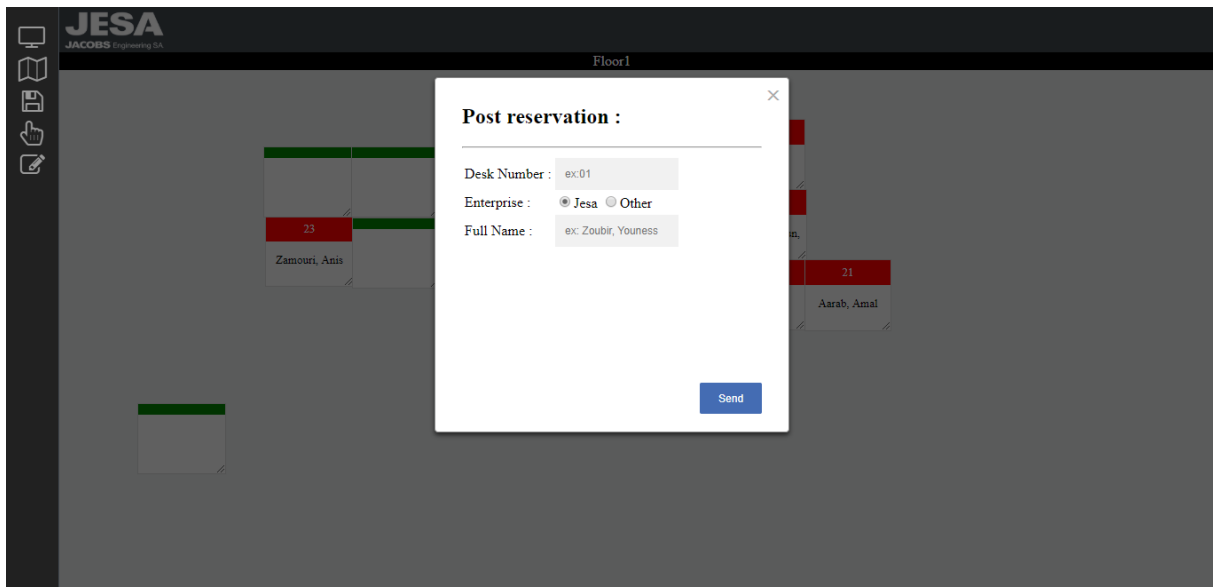 JESA
JACOBS Engineering SA
Floor1
×
Post reservation :
Desk Number : ex:01
Enterprise : Jesa Other
Full Name : ex: Zoubir, Youness
23
Zamouri, Anis
21
Aarab, Amal
Send